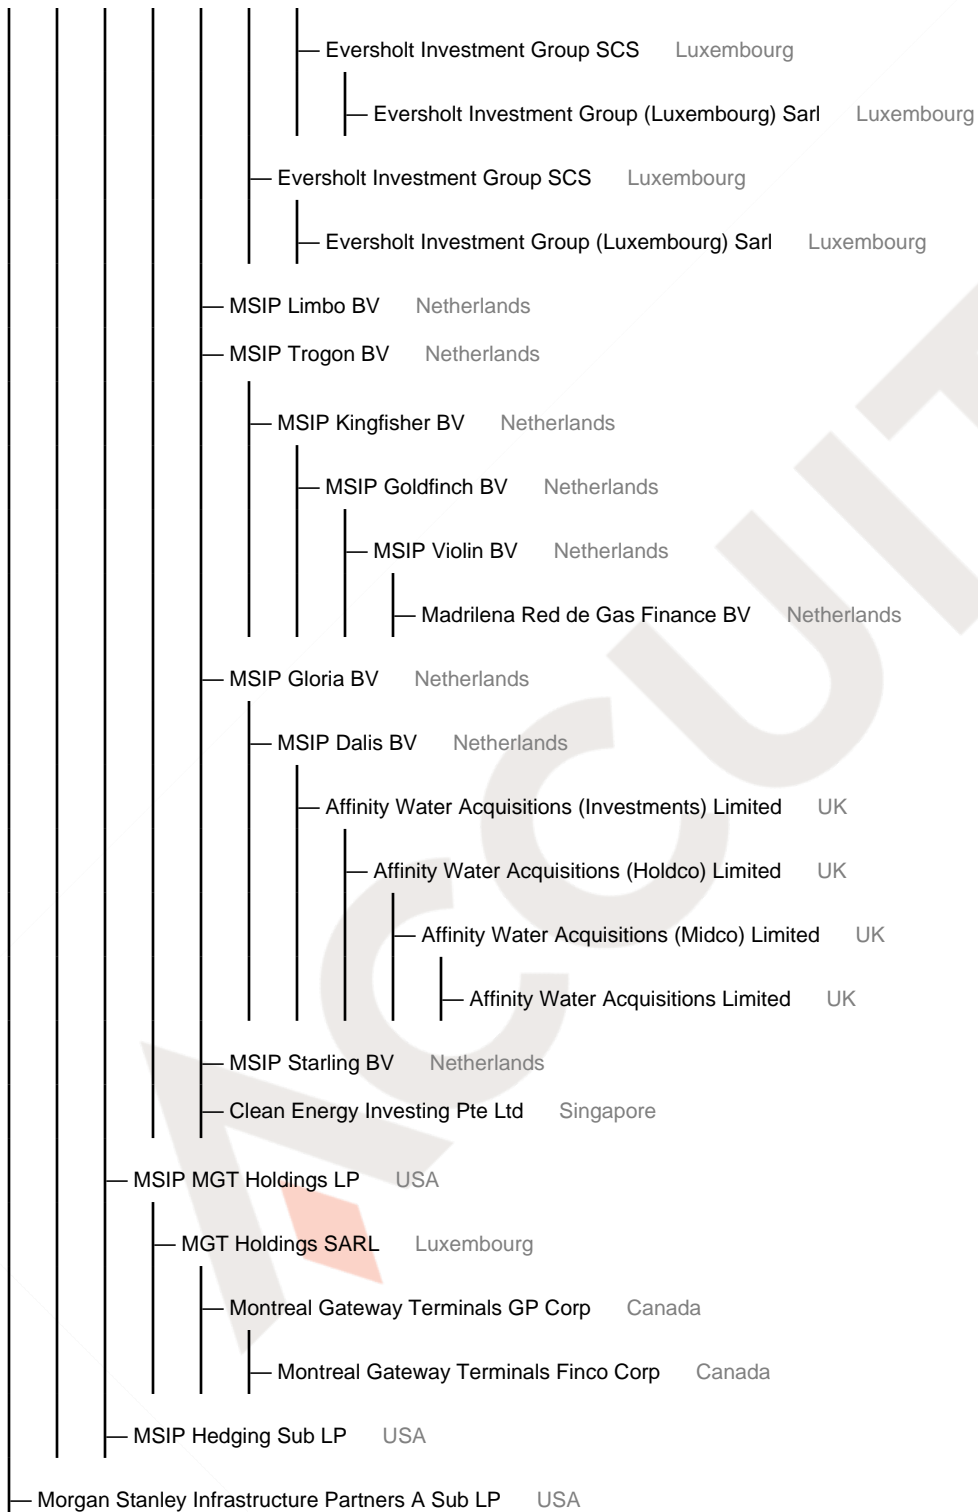 Eversholt Investment Group SCS Luxembourg
Eversholt Investment Group (Luxembourg) Sarl Luxembourg
Eversholt Investment Group SCS Luxembourg
Eversholt Investment Group (Luxembourg) Sarl Luxembourg
MSIP Limbo BV Netherlands
MSIP Trogon BV Netherlands
MSIP Kingfisher BV Netherlands
MSIP Goldfinch BV Netherlands
MSIP Violin BV Netherlands
Madrilena Red de Gas Finance BV Netherlands
MSIP Gloria BV Netherlands
MSIP Dalis BV Netherlands
Affinity Water Acquisitions (Investments) Limited UK
Affinity Water Acquisitions (Holdco) Limited UK
Affinity Water Acquisitions (Midco) Limited UK
Affinity Water Acquisitions Limited UK
MSIP Starling BV Netherlands
Clean Energy Investing Pte Ltd Singapore
MSIP MGT Holdings LP USA
MGT Holdings SARL Luxembourg
Montreal Gateway Terminals GP Corp Canada
Montreal Gateway Terminals Finco Corp Canada
MSIP Hedging Sub LP USA
Morgan Stanley Infrastructure Partners A Sub LP USA
ACCUIT